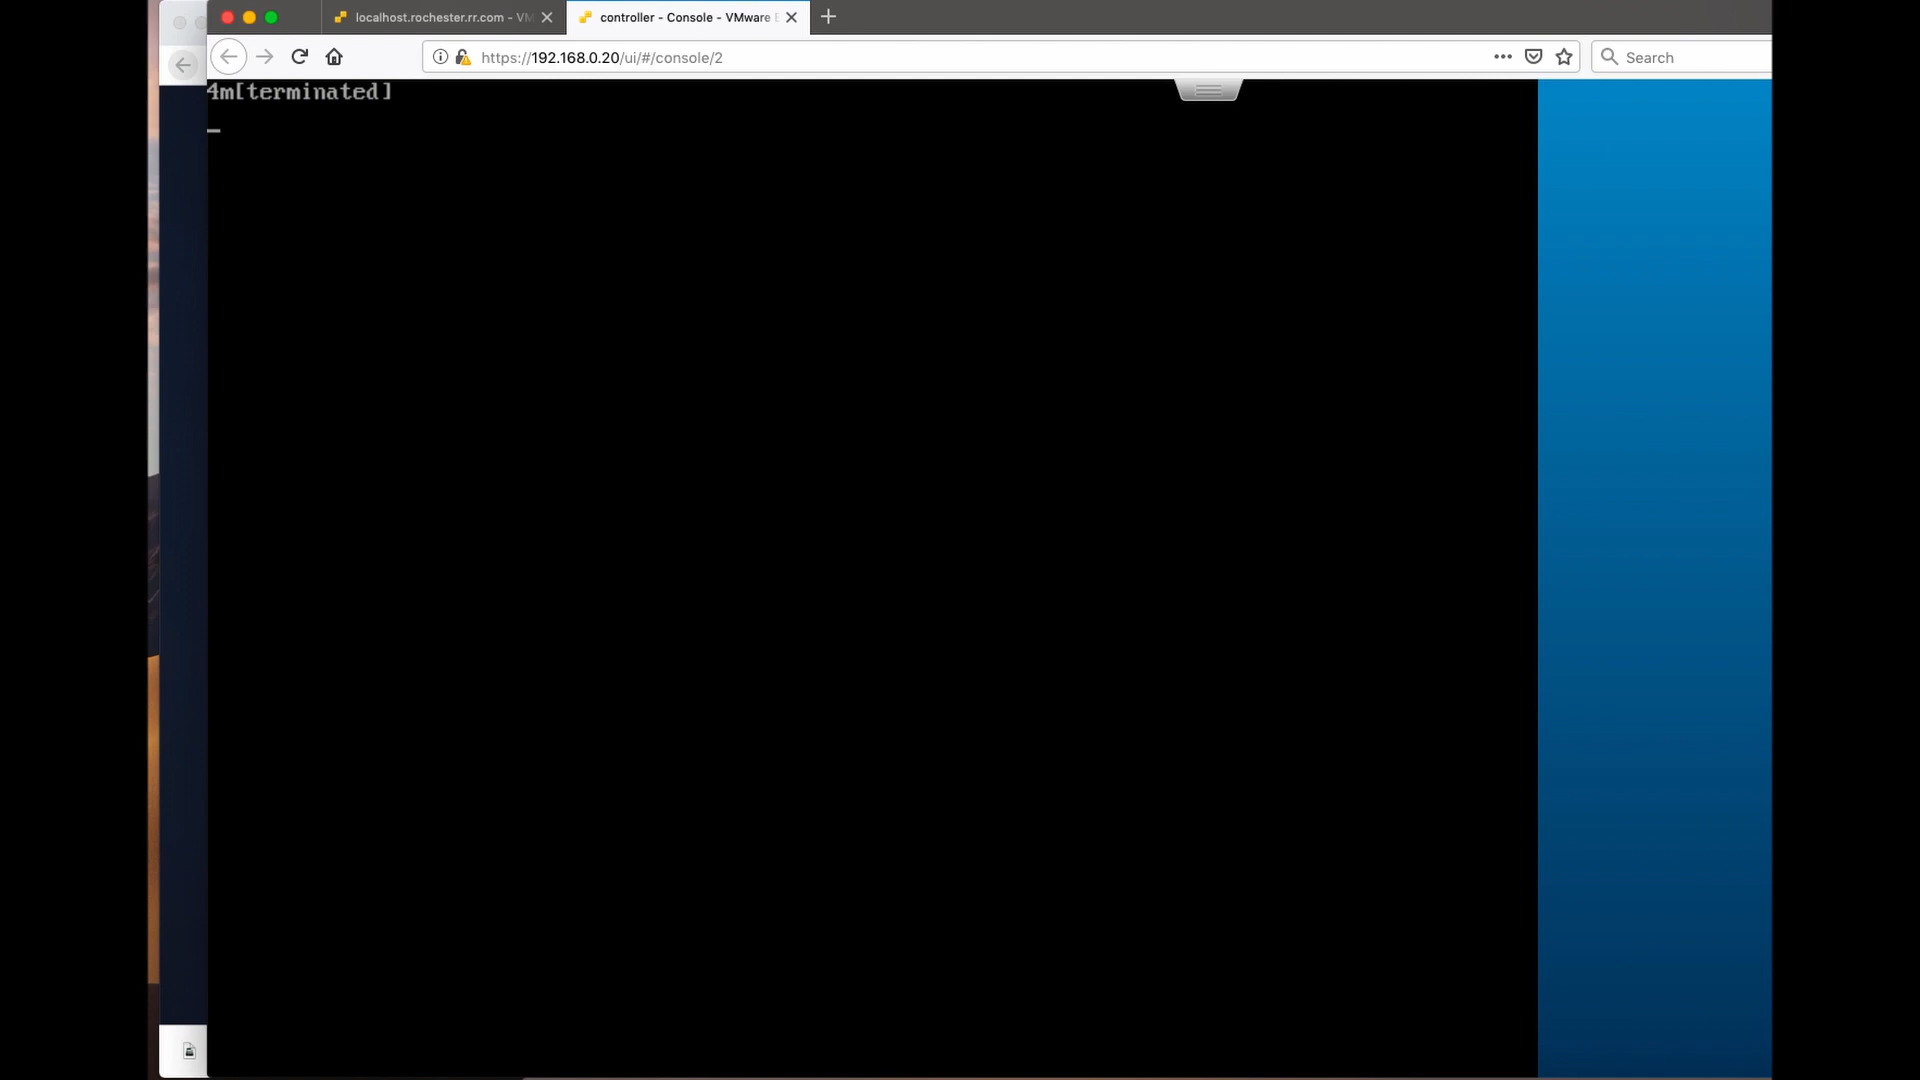 localhost.rochester.rr.com - VM
controller - Console - VMware E
https://192.168.0.20/ui/#/console/2
Search
4m[terminated]
_